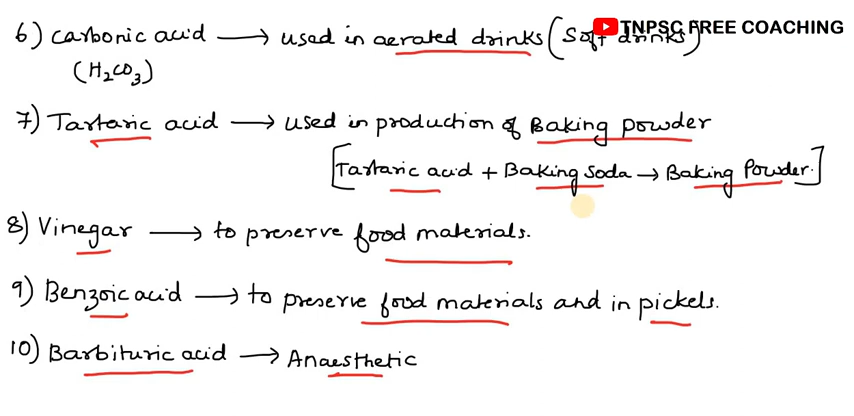 TNPSC FREE COACHING
6) Carbonic acid → used in aerated drinks (Soft drinks)
(H₂CO₃)
7) Tartaric acid → used in production of Baking powder
[Tartaric acid + Baking Soda → Baking Powder.]
8) Vinegar → to preserve food materials.
9) Benzoic acid → to preserve food materials and in pickels.
10) Barbituric acid → Anaesthetic